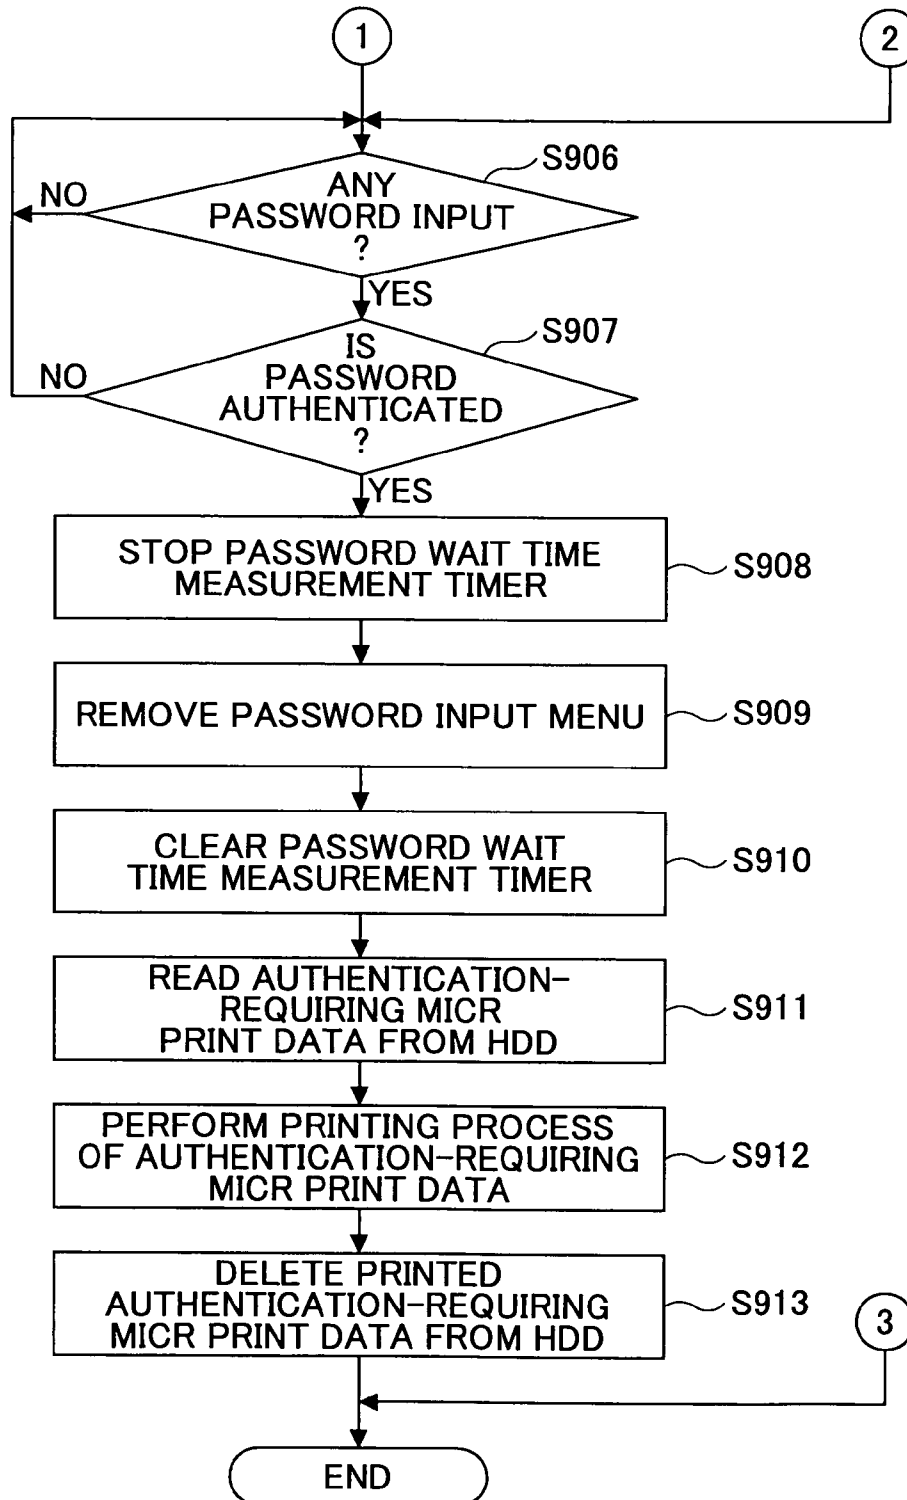 1
2
S906
ANY
PASSWORD INPUT
?
NO
YES
S907
IS
PASSWORD
AUTHENTICATED
?
NO
YES
STOP PASSWORD WAIT TIME
MEASUREMENT TIMER
S908
REMOVE PASSWORD INPUT MENU
S909
CLEAR PASSWORD WAIT
TIME MEASUREMENT TIMER
S910
READ AUTHENTICATION-
REQUIRING MICR
PRINT DATA FROM HDD
S911
PERFORM PRINTING PROCESS
OF AUTHENTICATION-REQUIRING
MICR PRINT DATA
S912
DELETE PRINTED
AUTHENTICATION-REQUIRING
MICR PRINT DATA FROM HDD
S913
3
END